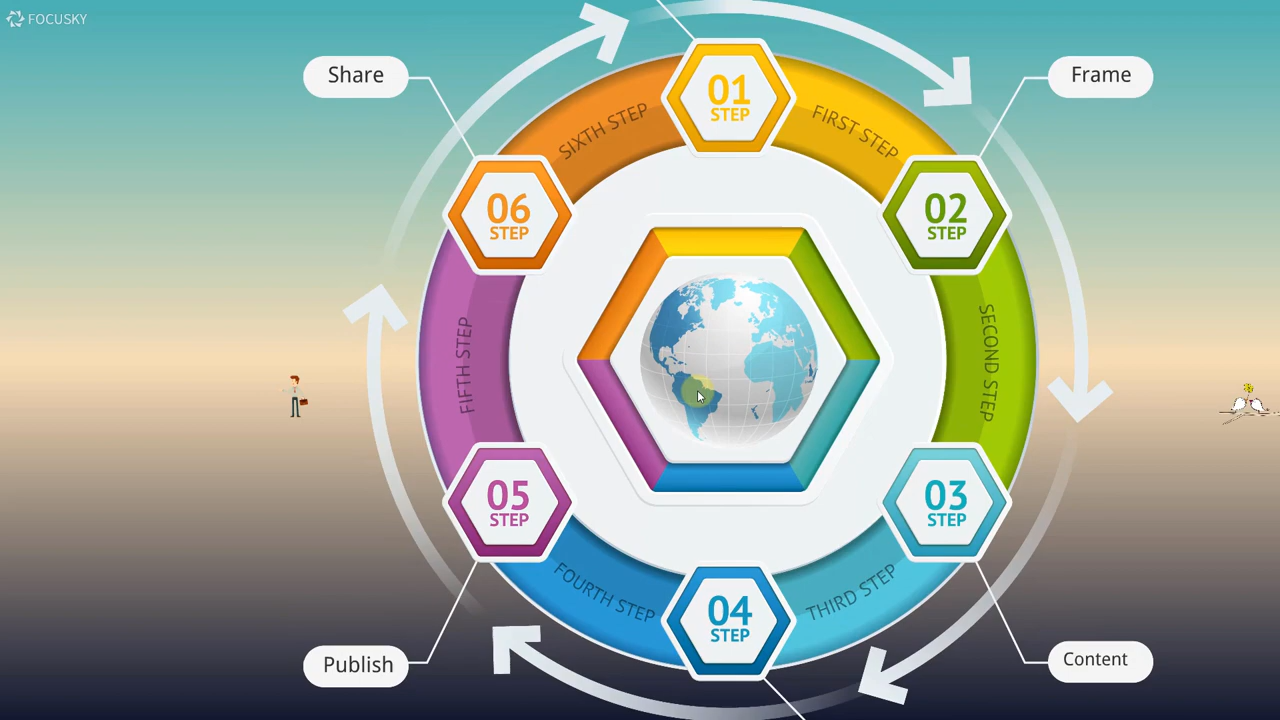 FOCUSKY
Share
Frame
01
STEP
SIXTH STEP
FIRST STEP
06
STEP
02
STEP
FIFTH STEP
SECOND STEP
05
STEP
03
STEP
FOURTH STEP
THIRD STEP
04
STEP
Publish
Content